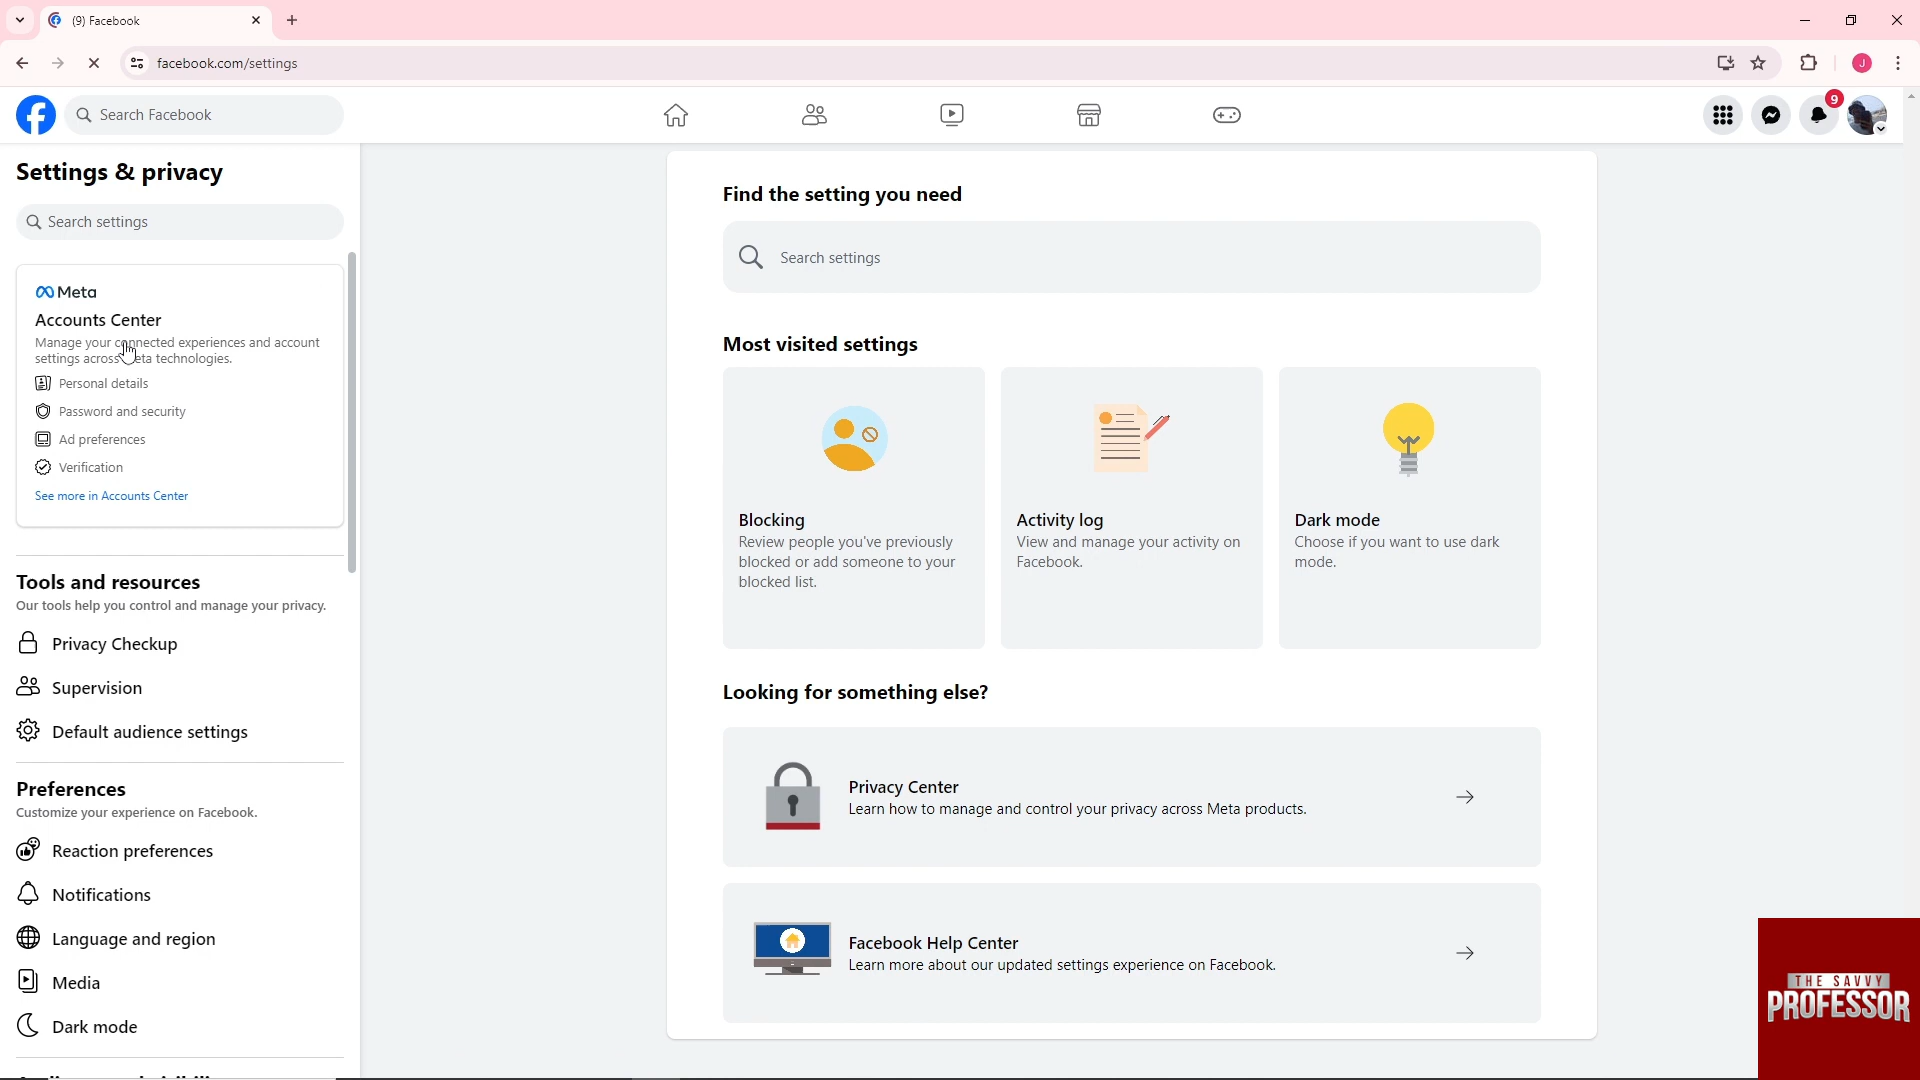 (9) Facebook
facebook.com/settings
J
Search Facebook
9
Settings & privacy
Search settings
Meta
Accounts Center
Manage your connected experiences and account
settings across Meta technologies.
Personal details
Password and security
Ad preferences
Verification
See more in Accounts Center
Tools and resources
Our tools help you control and manage your privacy.
Privacy Checkup
Supervision
Default audience settings
Preferences
Customize your experience on Facebook.
Reaction preferences
Notifications
Language and region
Media
Dark mode
Find the setting you need
Search settings
Most visited settings
Blocking
Review people you've previously
blocked or add someone to your
blocked list.
Activity log
View and manage your activity on
Facebook.
Dark mode
Choose if you want to use dark
mode.
Looking for something else?
Privacy Center
Learn how to manage and control your privacy across Meta products.
Facebook Help Center
Learn more about our updated settings experience on Facebook.
THE SAVVY
PROFESSOR